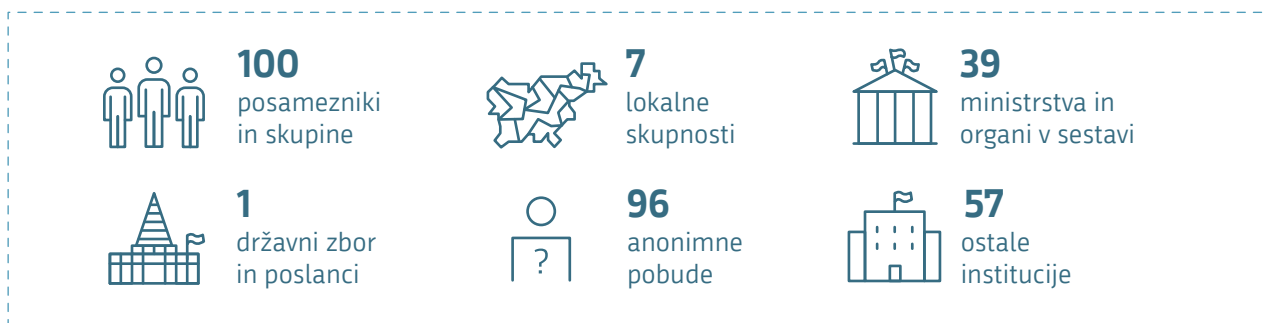 100
posamezniki
in skupine
7
lokalne
skupnosti
39
ministrstva in
organi v sestavi
1
državni zbor
in poslanci
?
96
anonimne
pobude
57
ostale
institucije